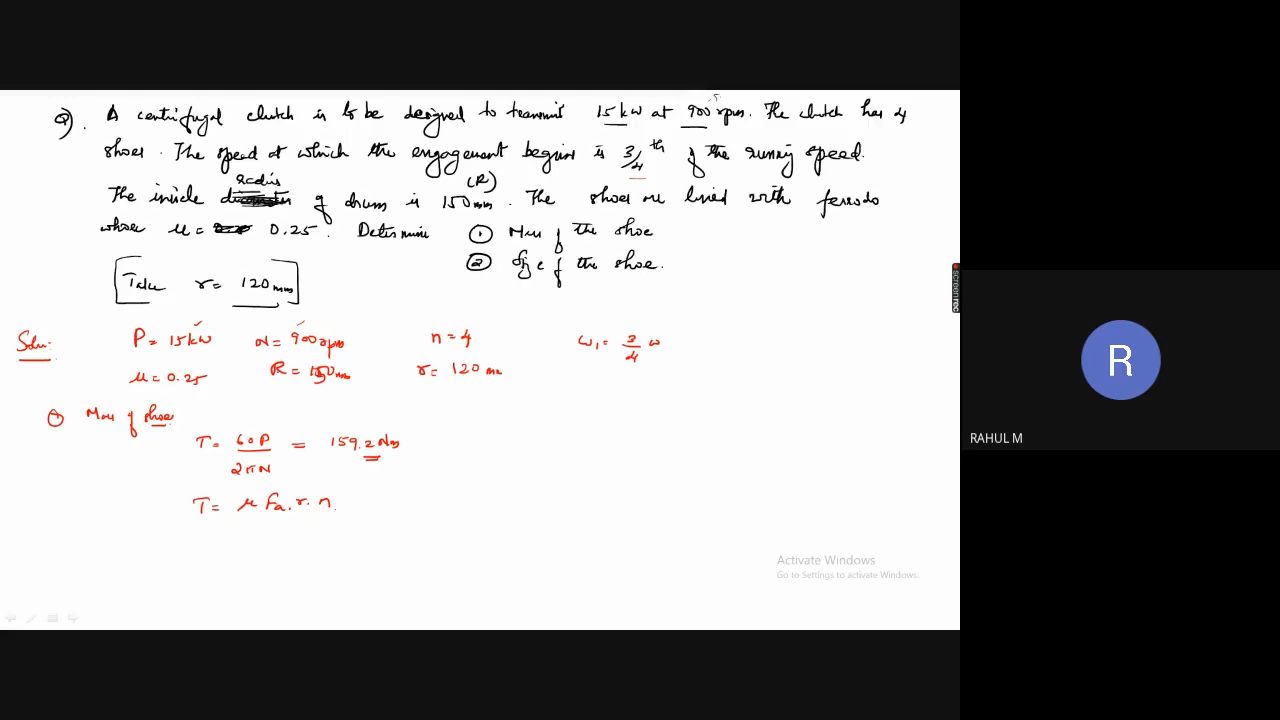 Q). A centrifugal clutch is to be designed to transmit 15 kW at 900 rpm. The clutch has 4
shoes. The speed at which the engagement begins is 3/4 th of the running speed.
radius (R)
The inside of drum is 150 mm. The shoes are lined with ferrodo
whose μ = 0.25. Determine ① Mass of the shoe
② Size of the shoe.
[Take r = 120 mm]
Soln:
P = 15 kW N = 900 rpm n = 4 ω₁ = 3/4 ω
μ = 0.25 R = 150 mm r = 120 mm
① Mass of shoe
T = 60P / 2πN = 159.2 Nm
T = μ Fa. r. n.
R
RAHUL M
screen rec
Activate Windows
Go to Settings to activate Windows.